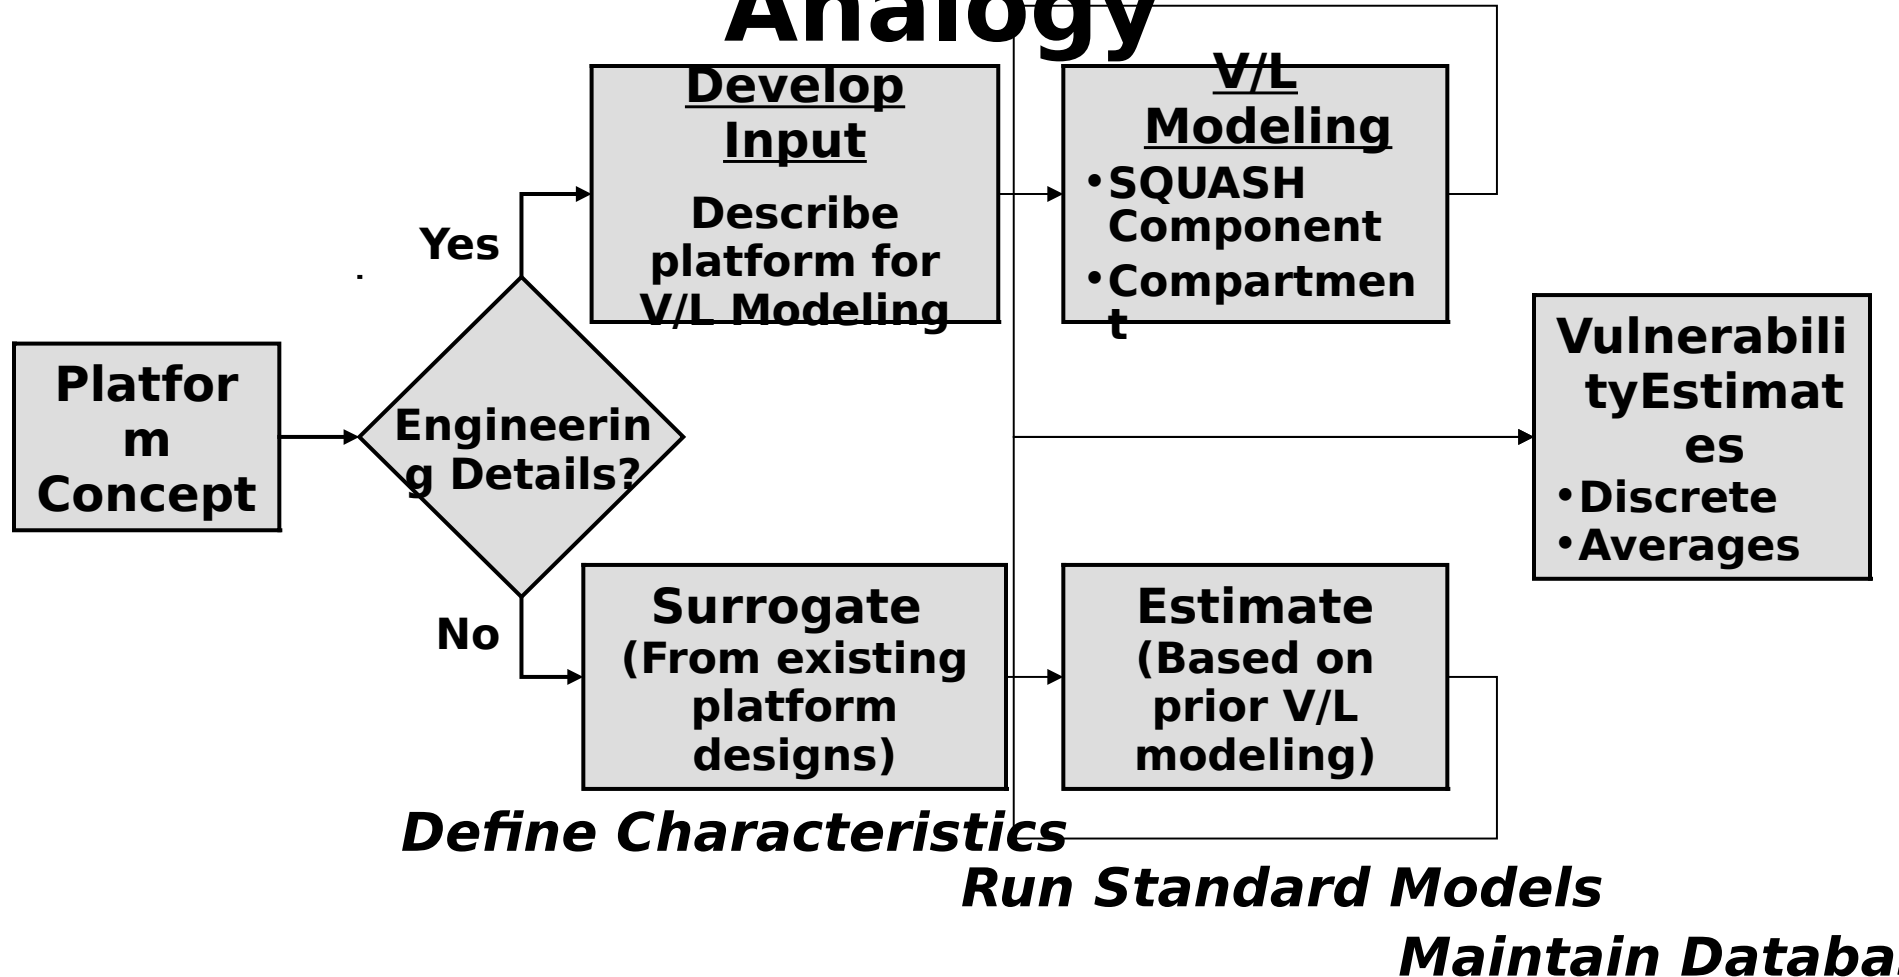 Analogy
Develop
Input
Describe
platform for
V/L Modeling
V/L
Modeling
•SQUASH
Component
•Compartmen
t
Yes
Platfor
m
Concept
Engineerin
g Details?
Vulnerabili
tyEstimat
es
•Discrete
•Averages
No
Surrogate
(From existing
platform
designs)
Estimate
(Based on
prior V/L
modeling)
Define Characteristics
Run Standard Models
Maintain Databa